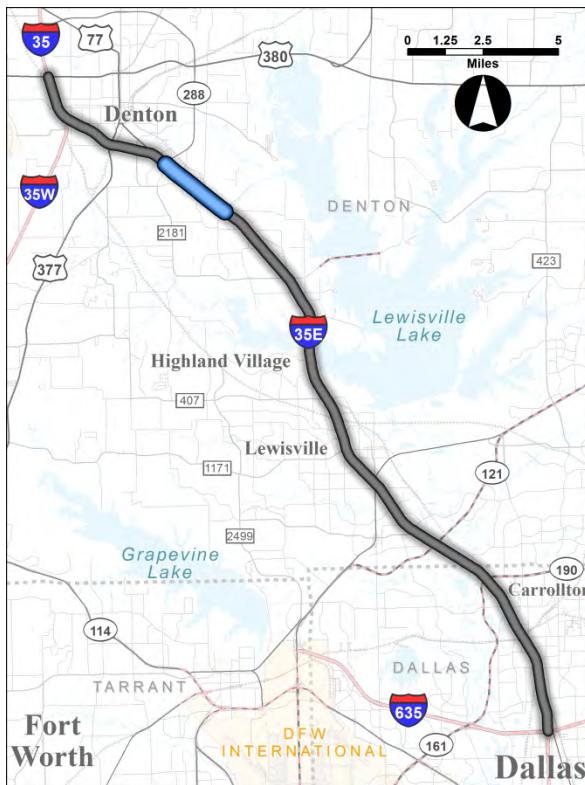 35
77
380
0 1.25 2.5 5
Miles
288
Denton
35W
DENTON
2181
377
423
Lewisville
Lake
35E
Highland Village
407
Lewisville
1171
121
2499
Grapevine
Lake
190
Carrollton
114
DALLAS
TARRANT
635
Fort
Worth
DFW
INTERNATIONAL
161
Dallas